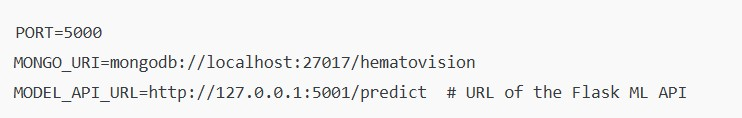 PORT=5000
MONGO_URI=mongodb://localhost:27017/hematovision
MODEL_API_URL=http://127.0.0.1:5001/predict  # URL of the Flask ML API